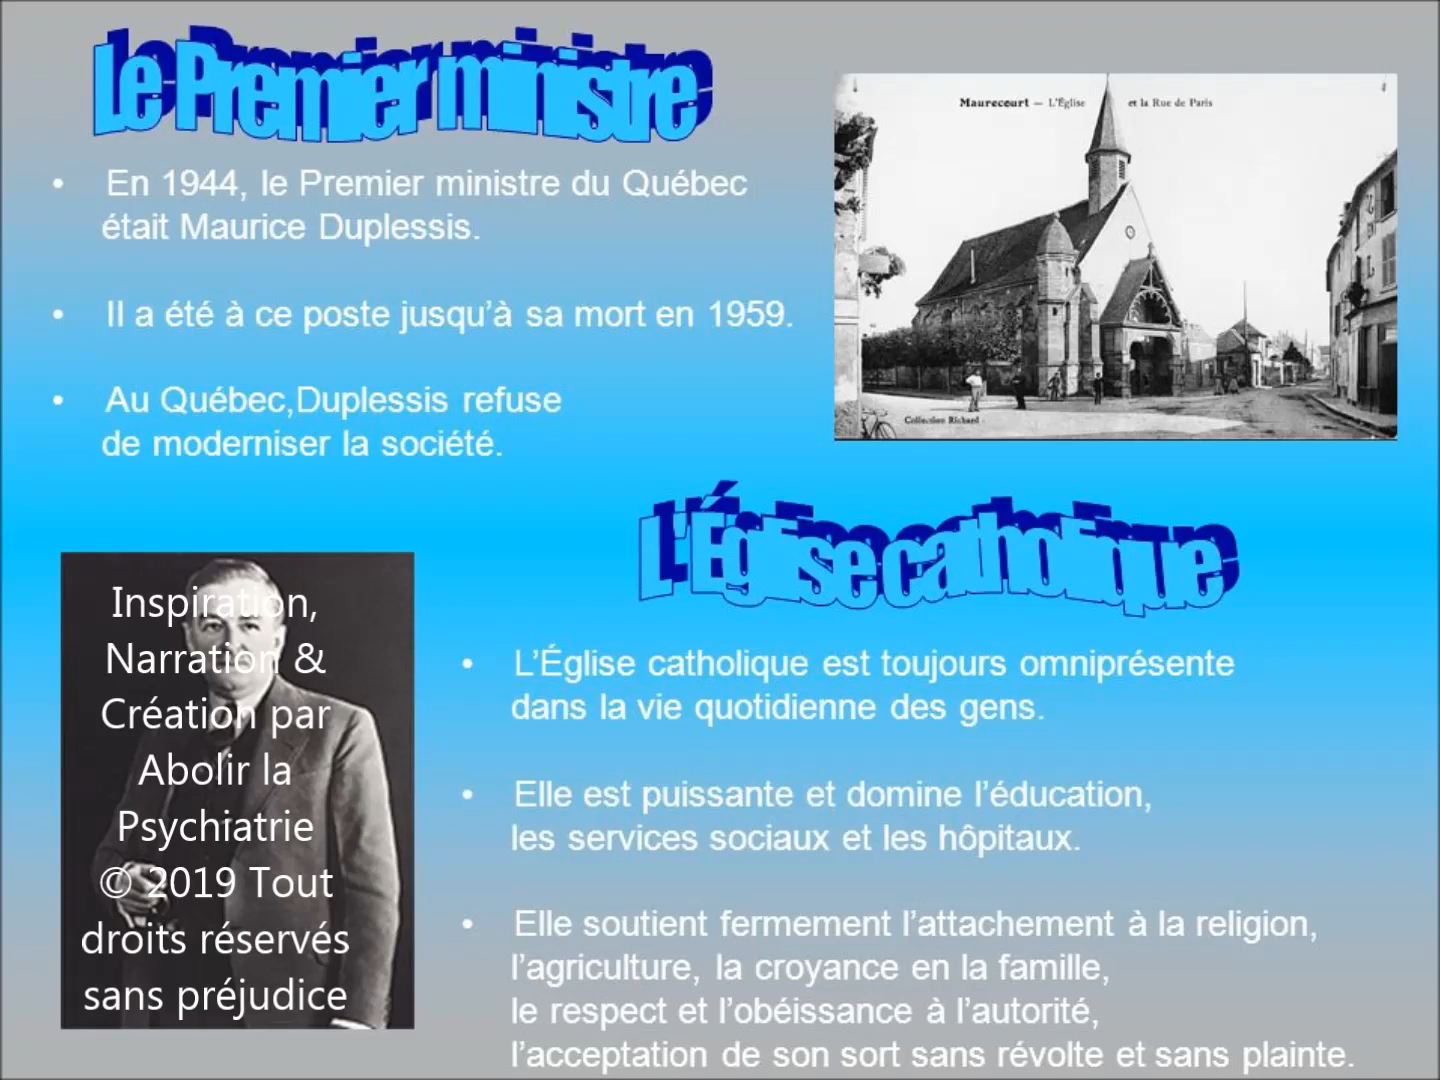 Le Premier ministre
• En 1944, le Premier ministre du Québec
était Maurice Duplessis.
• Il a été à ce poste jusqu’à sa mort en 1959.
• Au Québec,Duplessis refuse
de moderniser la société.
Maurecourt — L'Église et la Rue de Paris
Collection Richard
L'Église catholique
• L’Église catholique est toujours omniprésente
dans la vie quotidienne des gens.
• Elle est puissante et domine l’éducation,
les services sociaux et les hôpitaux.
• Elle soutient fermement l’attachement à la religion,
l’agriculture, la croyance en la famille,
le respect et l’obéissance à l’autorité,
l’acceptation de son sort sans révolte et sans plainte.
Inspiration,
Narration &
Création par
Abolir la
Psychiatrie
© 2019 Tout
droits réservés
sans préjudice